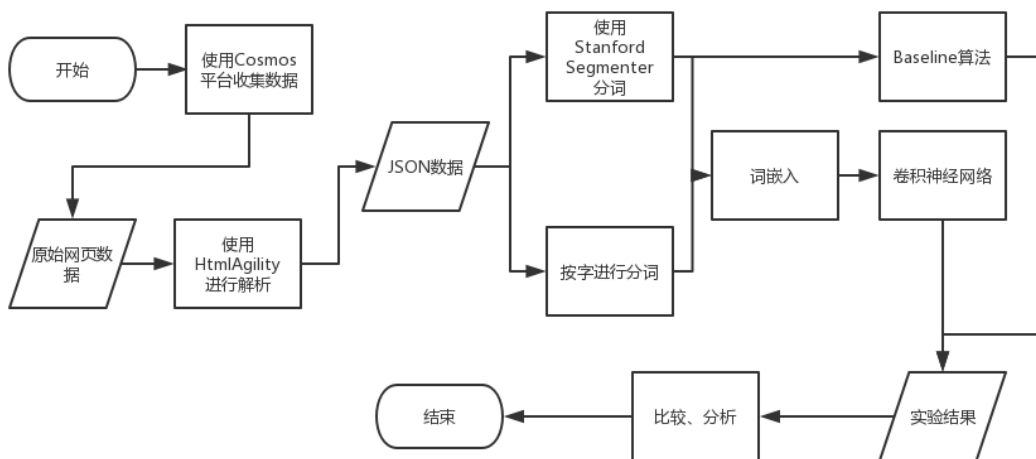 开始
使用Cosmos
平台收集数据
原始网页数
据
使用
HtmlAgility
进行解析
JSON数据
使用
Stanford
Segmenter
分词
按字进行分词
词嵌入
Baseline算法
卷积神经网络
实验结果
比较、分析
结束